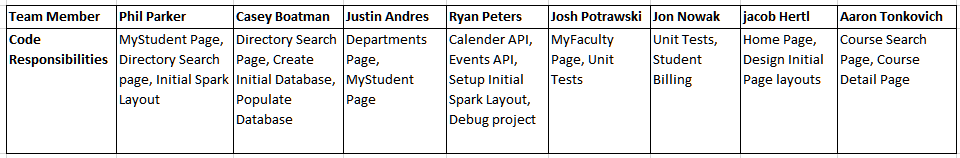 Team Member Phil Parker Casey Boatman Justin Andres Ryan Peters Josh Potrawski Jon Nowak jacob Hertl Aaron Tonkovich
Code MyStudent Page, Directory Search Departments Calender API, MyFaculty Unit Tests, Home Page, Course Search
Responsibilities Directory Search Page, Create Page, Events API, Page, Unit Student Design Initial Page, Course
page, Initial Spark Initial Database, MyStudent Setup Initial Tests Billing Page layouts Detail Page
Layout Populate Page Spark Layout,
Database Debug project